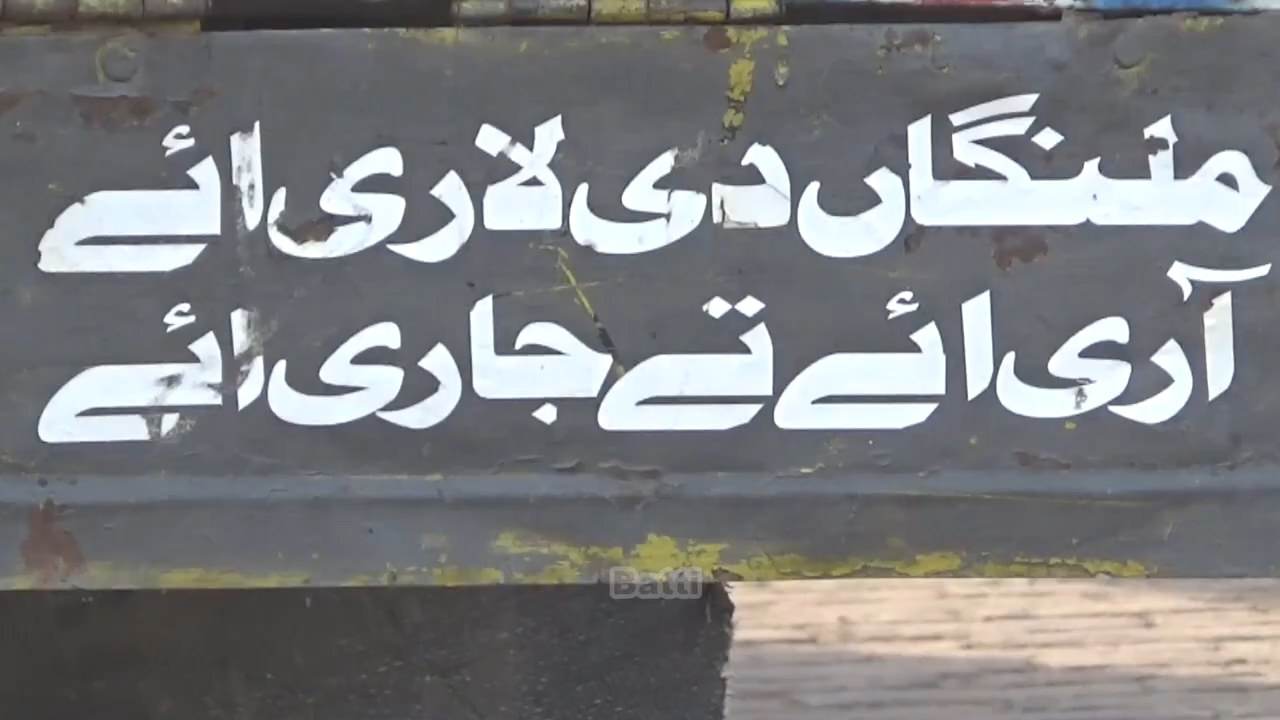 ملنگاں دی لاری ائے
آری ائے تے جاری ائے
Batti